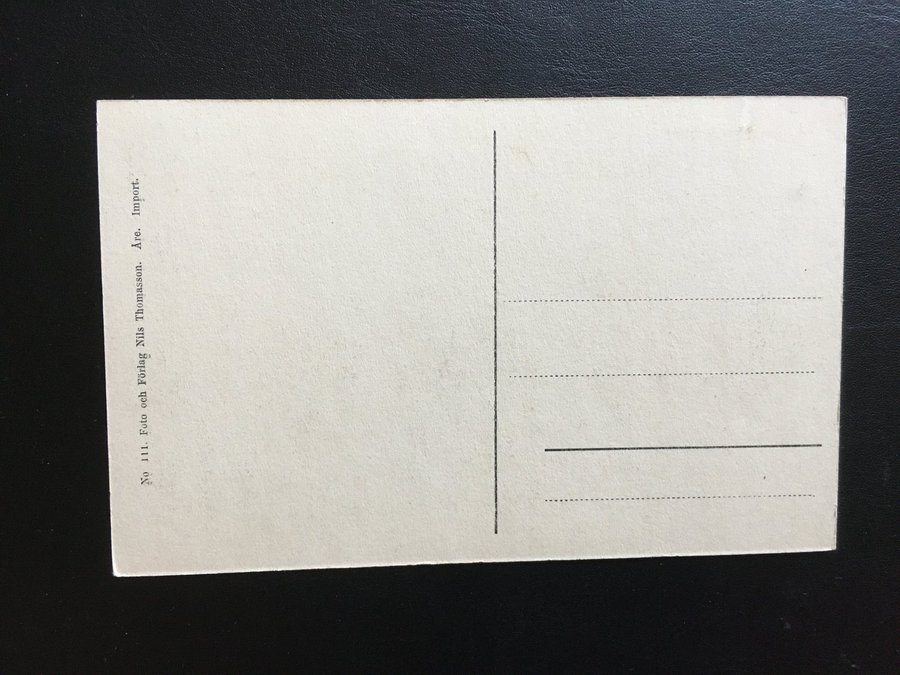 No 111. Foto och Förlag Nils Thomasson. Åre. Import.